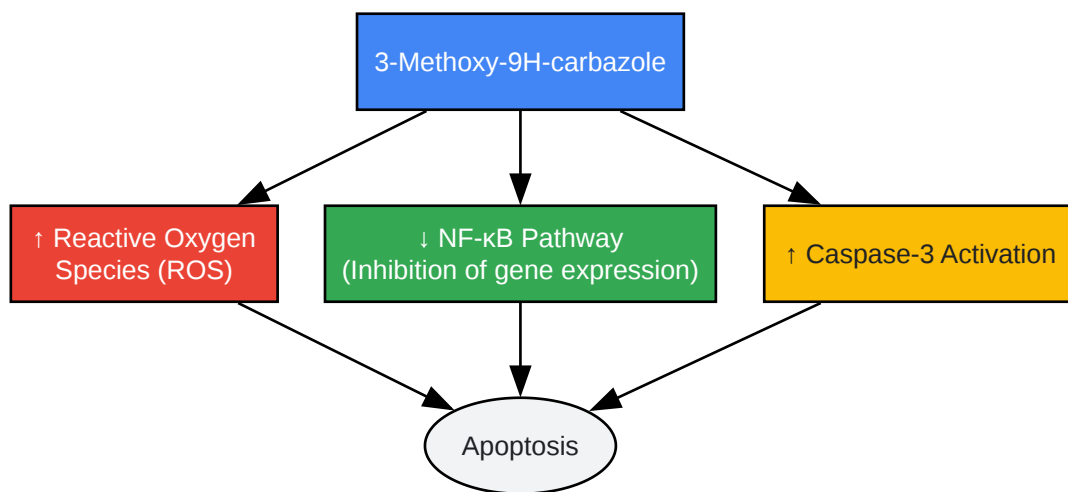 3-Methoxy-9H-carbazole
↑ Reactive Oxygen
Species (ROS)
↓ NF-κB Pathway
(Inhibition of gene expression)
↑ Caspase-3 Activation
Apoptosis